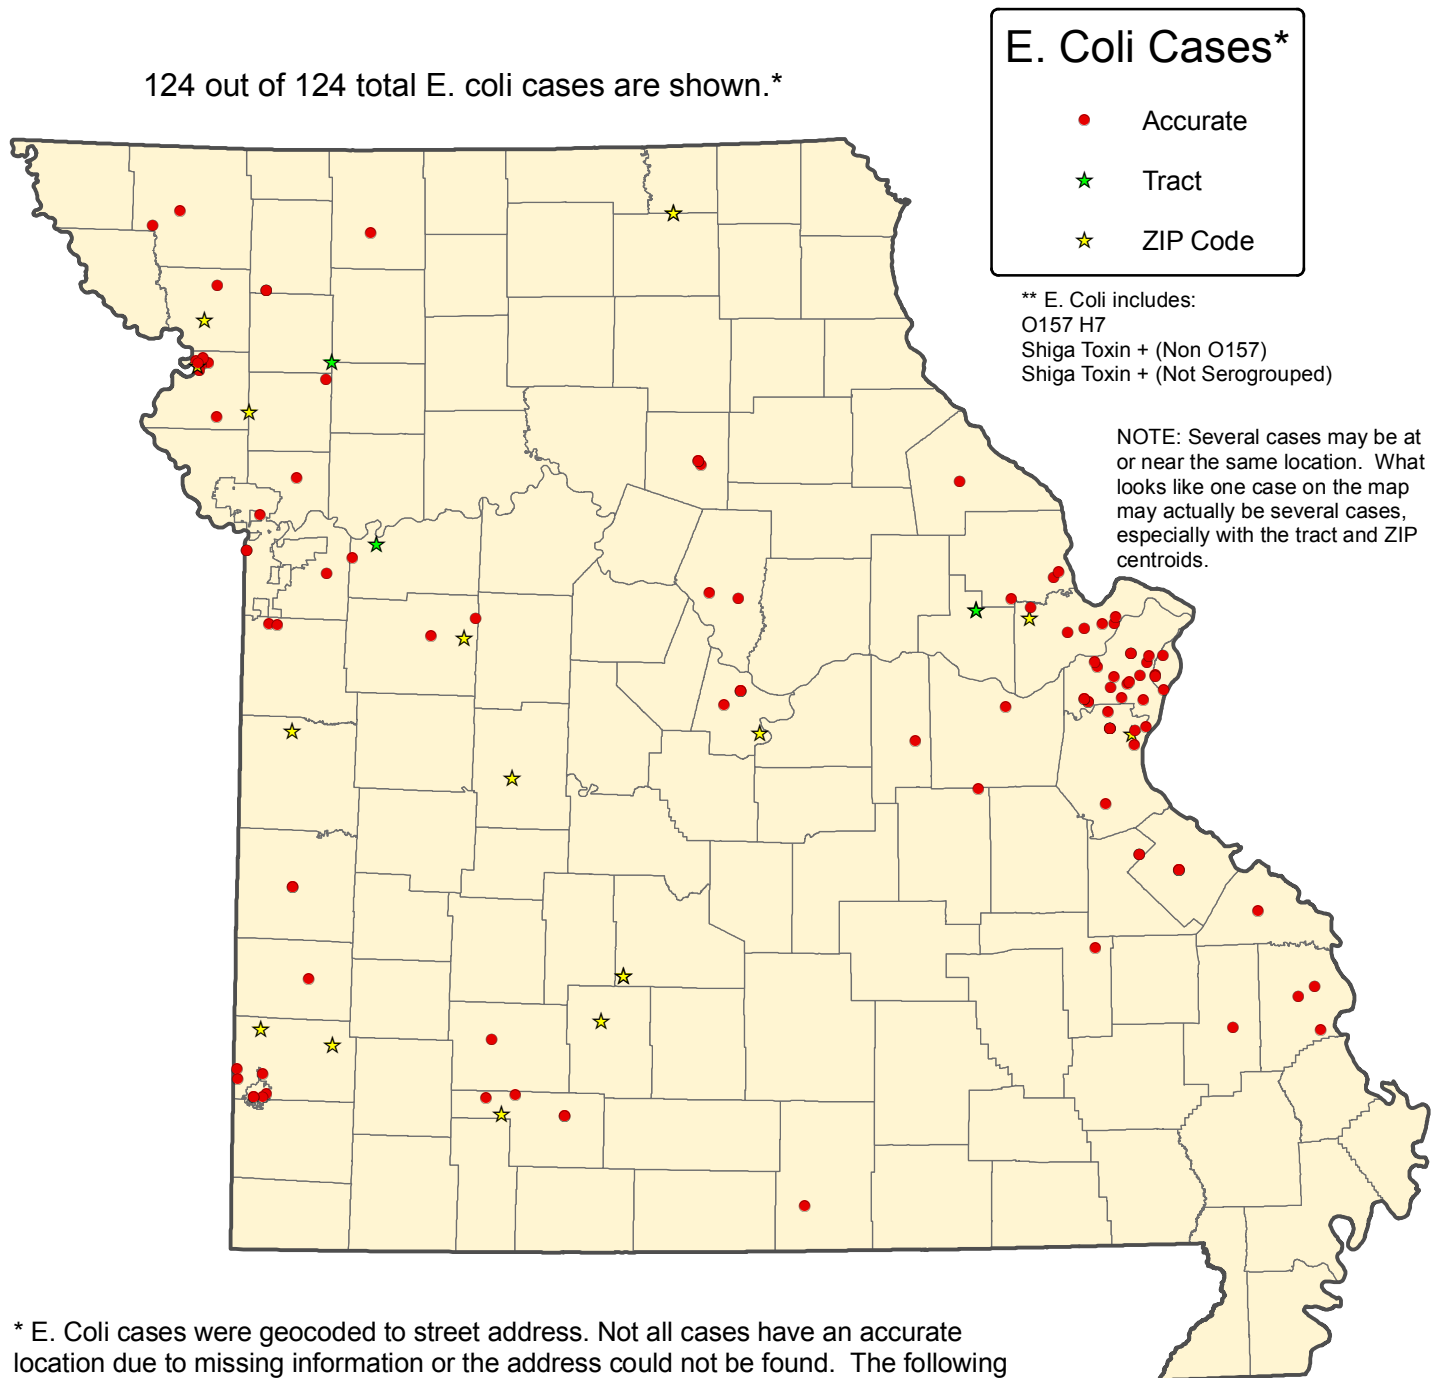 124 out of 124 total E. coli cases are shown.*
E. Coli Cases*
Accurate
Tract
ZIP Code
** E. Coli includes:
O157 H7
Shiga Toxin + (Non O157)
Shiga Toxin + (Not Serogrouped)
NOTE: Several cases may be at
or near the same location. What
looks like one case on the map
may actually be several cases,
especially with the tract and ZIP
centroids.
* E. Coli cases were geocoded to street address. Not all cases have an accurate
location due to missing information or the address could not be found. The following